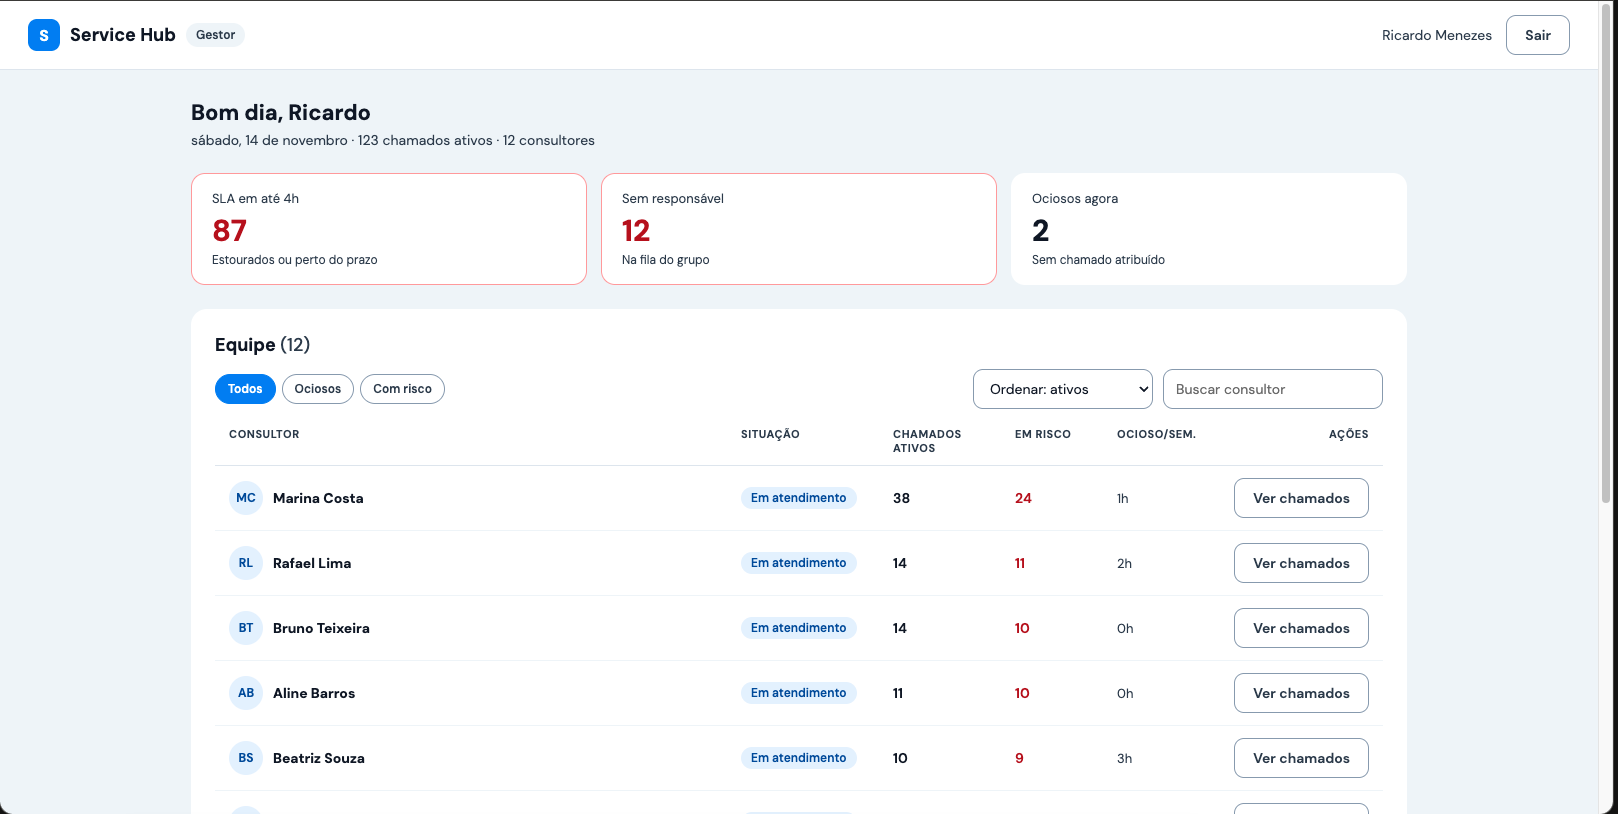 S Service Hub Gestor Ricardo Menezes Sair
Bom dia, Ricardo
sábado, 14 de novembro · 123 chamados ativos · 12 consultores
SLA em até 4h
87
Estourados ou perto do prazo
Sem responsável
12
Na fila do grupo
Ociosos agora
2
Sem chamado atribuído
Equipe (12)
Todos Ociosos Com risco Ordenar: ativos Buscar consultor
CONSULTOR SITUAÇÃO CHAMADOS ATIVOS EM RISCO OCIOSO/SEM. AÇÕES
MC Marina Costa Em atendimento 38 24 1h Ver chamados
RL Rafael Lima Em atendimento 14 11 2h Ver chamados
BT Bruno Teixeira Em atendimento 14 10 0h Ver chamados
AB Aline Barros Em atendimento 11 10 0h Ver chamados
BS Beatriz Souza Em atendimento 10 9 3h Ver chamados